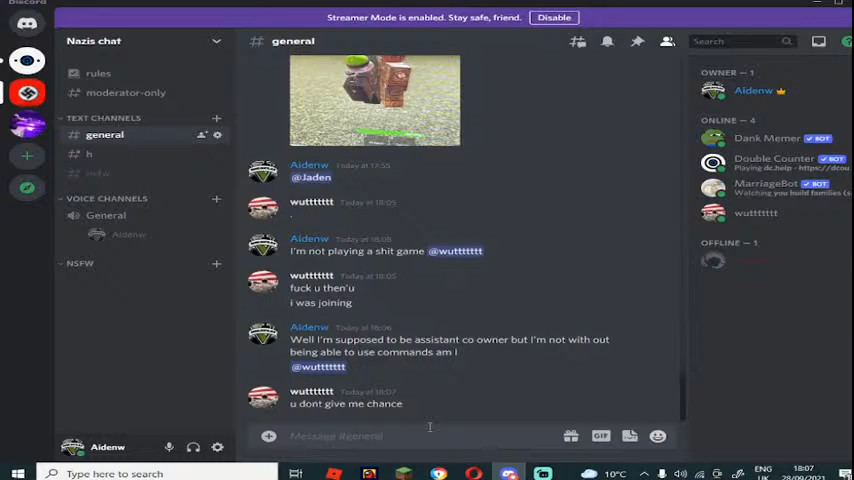 Discord
Streamer Mode is enabled. Stay safe, friend.
Disable
Nazis chat
general
Search
rules
moderator-only
TEXT CHANNELS
general
h
VOICE CHANNELS
General
Aidenw
NSFW
Aidenw
Aidenw Today at 17:55
@Jaden
wuttttttt Today at 18:05
.
Aidenw Today at 18:05
I'm not playing a shit game @wuttttttt
wuttttttt Today at 18:05
fuck u then'u
i was joining
Aidenw Today at 18:06
Well I'm supposed to be assistant co owner but I'm not with out
being able to use commands am I
@wuttttttt
wuttttttt Today at 18:07
u dont give me chance
Message #general
GIF
OWNER — 1
Aidenw
ONLINE — 4
Dank Memer BOT
Double Counter BOT
Playing dc.help - https://dcou
MarriageBot BOT
Watching you build families (s
wuttttttt
OFFLINE — 1
Type here to search
10°C
ENG
UK
18:07
28/09/2021